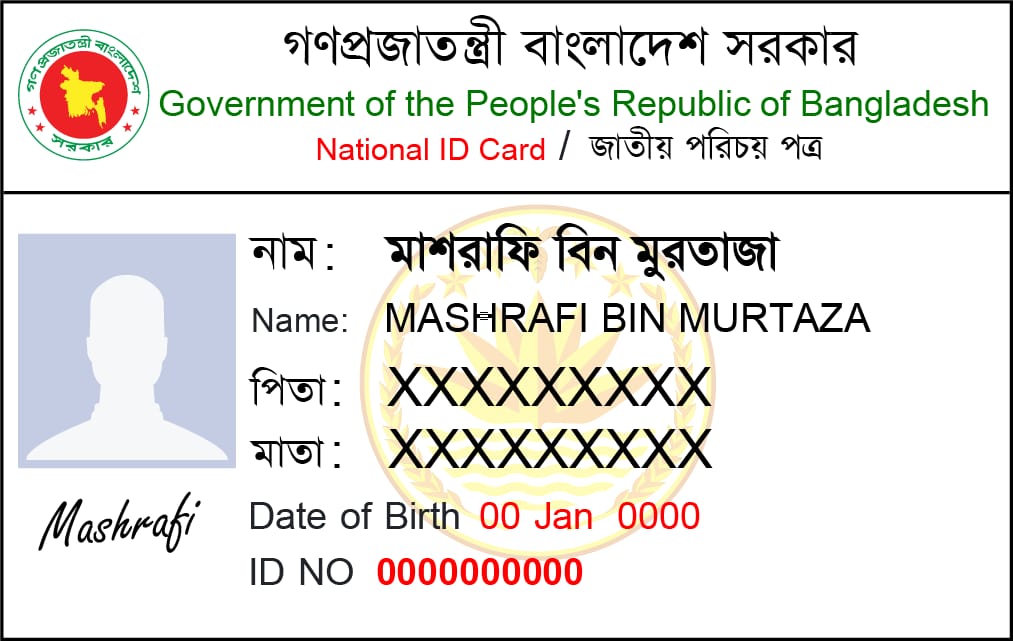 গণপ্রজাতন্ত্রী বাংলাদেশ সরকার
Government of the People's Republic of Bangladesh
National ID Card / জাতীয় পরিচয় পত্র
গণপ্রজাতন্ত্রী বাংলাদেশ
সরকার
নাম: মাশরাফি বিন মুরতাজা
Name: MASHRAFI BIN MURTAZA
পিতা: XXXXXXXXX
মাতা: XXXXXXXXX
Mashrafi
Date of Birth 00 Jan 0000
ID NO 0000000000